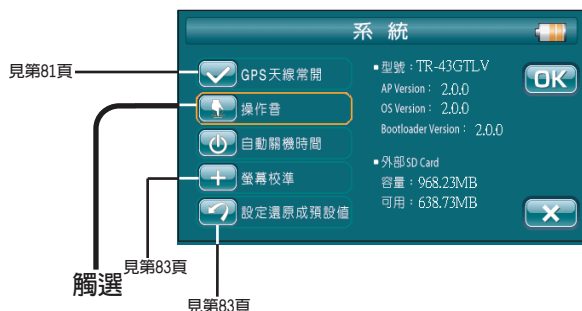 系 統
見第81頁
GPS天線常開
操作音
自動關機時間
螢幕校準
設定還原成預設值
▪型號：TR-43GTLV
AP Version： 2.0.0
OS Version： 2.0.0
Bootloader Version： 2.0.0
▪外部SD Card
容量：968.23MB
可用：638.73MB
OK
觸選
見第83頁
見第83頁